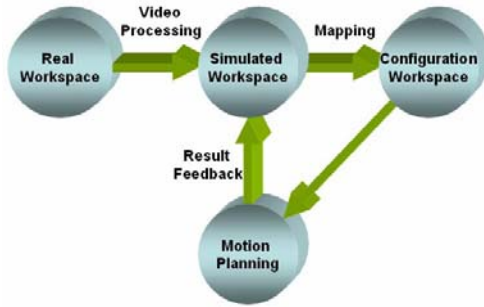 Video
Processing
Mapping
Real
Workspace
Simulated
Workspace
Configuration
Workspace
Result
Feedback
Motion
Planning